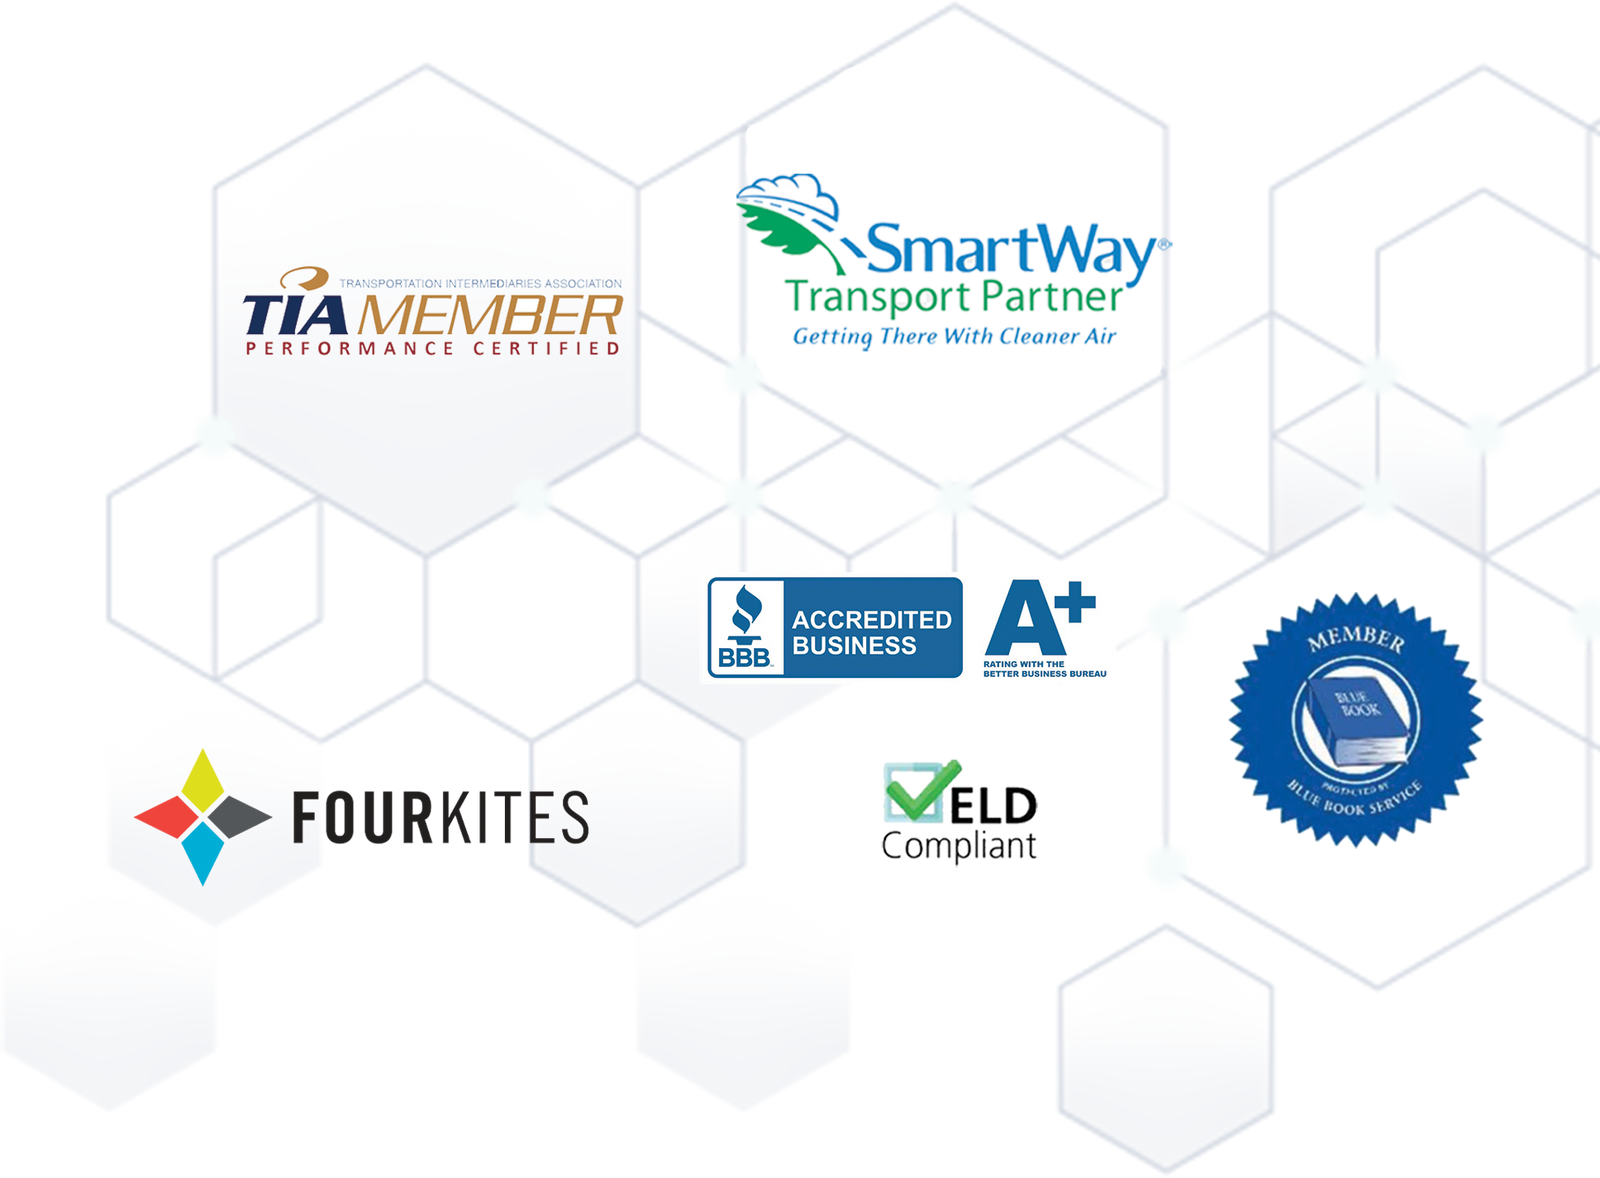 TRANSPORTATION INTERMEDIARIES ASSOCIATION
TIA MEMBER
PERFORMANCE CERTIFIED
SmartWay®
Transport Partner
Getting There With Cleaner Air
BBB
ACCREDITED
BUSINESS
A+
RATING WITH THE
BETTER BUSINESS BUREAU
MEMBER
BLUE
BOOK
PROTECTED BY
BLUE BOOK SERVICE
FOURKITES
ELD
Compliant